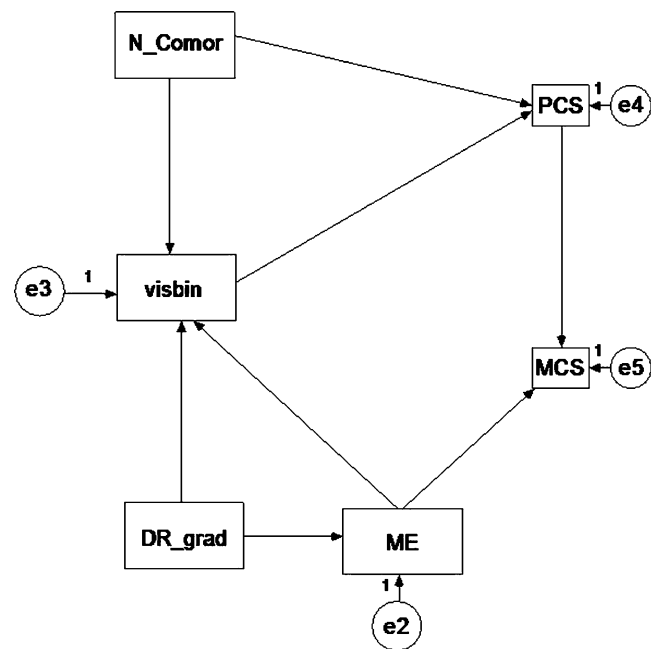 N_Comor
1
PCS
e4
1
e3
visbin
1
MCS
e5
DR_grad
ME
1
e2